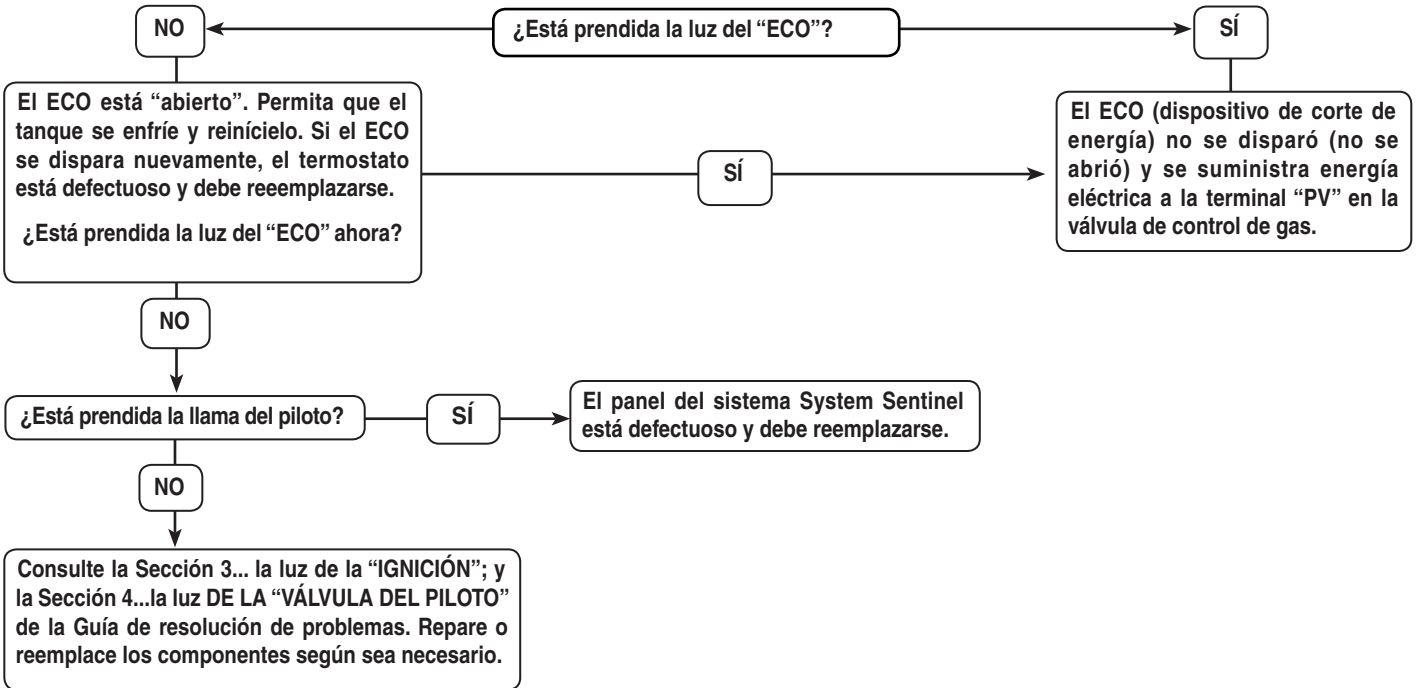 NO
¿Está prendida la luz del “ECO”?
SÍ
El ECO está “abierto”. Permita que el
tanque se enfríe y reinícielo. Si el ECO
se dispara nuevamente, el termostato
está defectuoso y debe reeemplazarse.
¿Está prendida la luz del “ECO” ahora?
SÍ
El ECO (dispositivo de corte de
energía) no se disparó (no se
abrió) y se suministra energía
eléctrica a la terminal “PV” en la
válvula de control de gas.
NO
¿Está prendida la llama del piloto?
SÍ
El panel del sistema System Sentinel
está defectuoso y debe reemplazarse.
NO
Consulte la Sección 3... la luz de la “IGNICIÓN”; y
la Sección 4...la luz DE LA “VÁLVULA DEL PILOTO”
de la Guía de resolución de problemas. Repare o
reemplace los componentes según sea necesario.